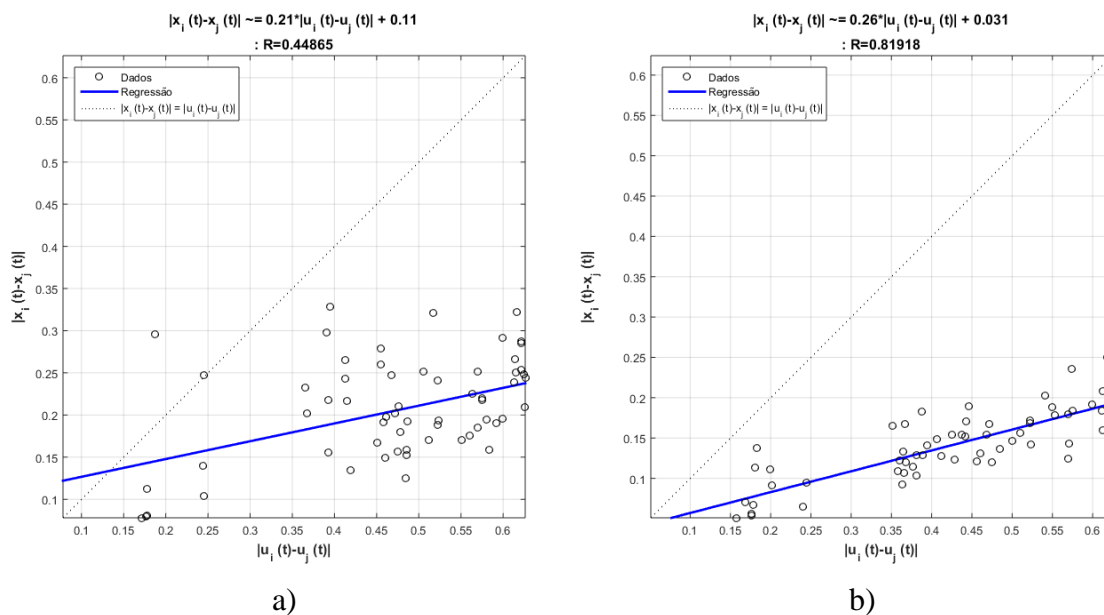 |x_i (t)-x_j (t)| ~= 0.21*|u_i (t)-u_j (t)| + 0.11
: R=0.44865
Dados
Regressão
|x_i (t)-x_j (t)| = |u_i (t)-u_j (t)|
0.6
0.55
0.5
0.45
0.4
0.35
0.3
0.25
0.2
0.15
0.1
|x_i (t)-x_j (t)|
0.1 0.15 0.2 0.25 0.3 0.35 0.4 0.45 0.5 0.55 0.6
|u_i (t)-u_j (t)|
a)
|x_i (t)-x_j (t)| ~= 0.26*|u_i (t)-u_j (t)| + 0.031
: R=0.81918
Dados
Regressão
|x_i (t)-x_j (t)| = |u_i (t)-u_j (t)|
0.6
0.55
0.5
0.45
0.4
0.35
0.3
0.25
0.2
0.15
0.1
|x_i (t)-x_j (t)|
0.1 0.15 0.2 0.25 0.3 0.35 0.4 0.45 0.5 0.55 0.6
|u_i (t)-u_j (t)|
b)